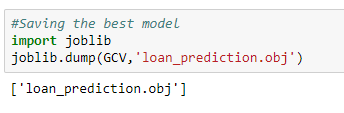 #Saving the best model
import joblib
joblib.dump(GCV,'loan_prediction.obj')
['loan_prediction.obj']